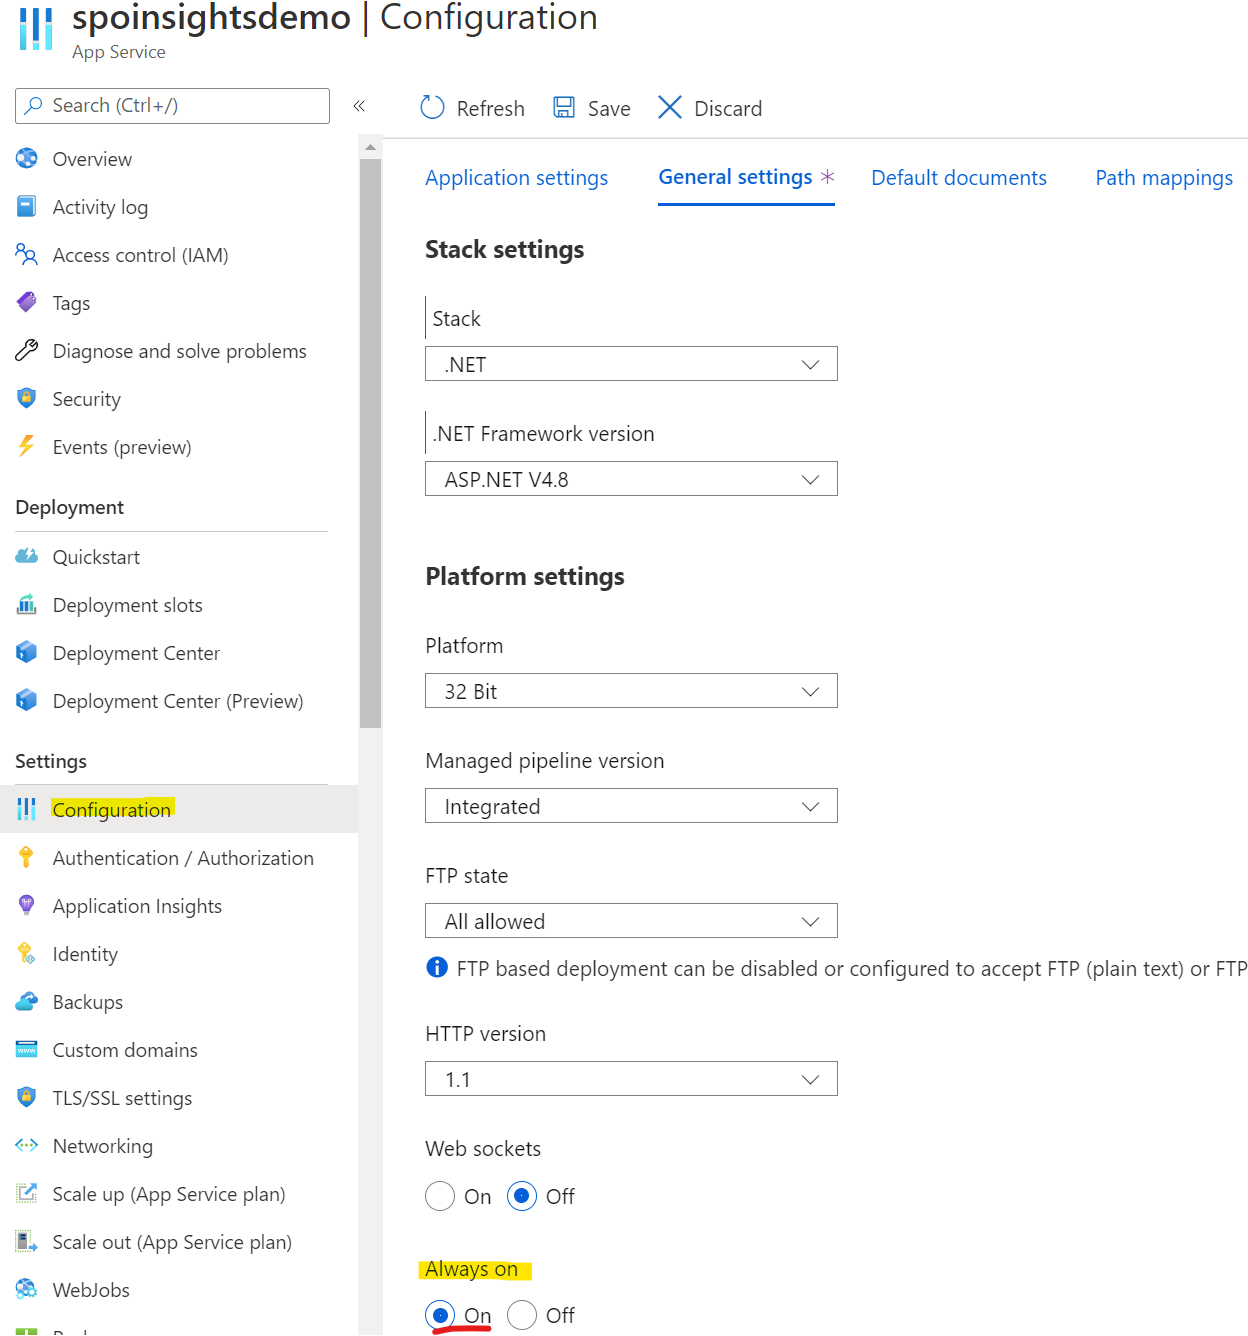 spoinsightsdemo | Configuration
App Service
Search (Ctrl+/)
«
Refresh
Save
Discard
Overview
Activity log
Access control (IAM)
Tags
Diagnose and solve problems
Security
Events (preview)
Deployment
Quickstart
Deployment slots
Deployment Center
Deployment Center (Preview)
Settings
Configuration
Authentication / Authorization
Application Insights
Identity
Backups
Custom domains
TLS/SSL settings
Networking
Scale up (App Service plan)
Scale out (App Service plan)
WebJobs
Application settings
General settings *
Default documents
Path mappings
Stack settings
Stack
.NET
.NET Framework version
ASP.NET V4.8
Platform settings
Platform
32 Bit
Managed pipeline version
Integrated
FTP state
All allowed
FTP based deployment can be disabled or configured to accept FTP (plain text) or FTP
HTTP version
1.1
Web sockets
On Off
Always on
On Off